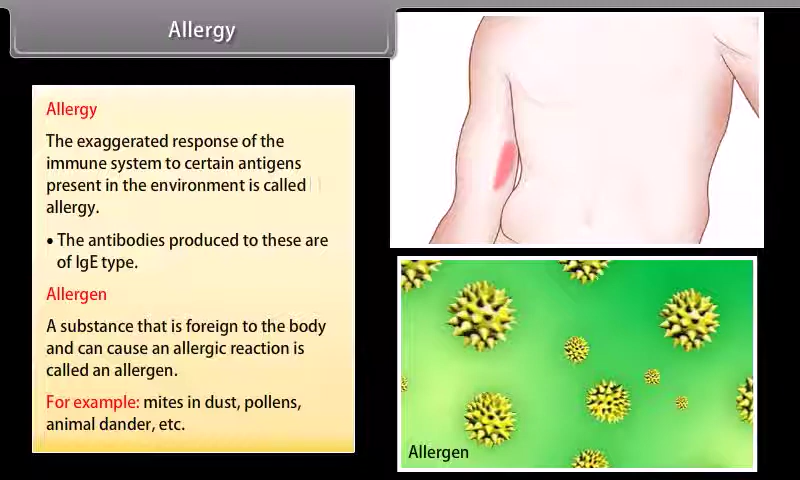 Allergy
Allergy
The exaggerated response of the
immune system to certain antigens
present in the environment is called
allergy.
• The antibodies produced to these are
of IgE type.
Allergen
A substance that is foreign to the body
and can cause an allergic reaction is
called an allergen.
For example: mites in dust, pollens,
animal dander, etc.
Allergen